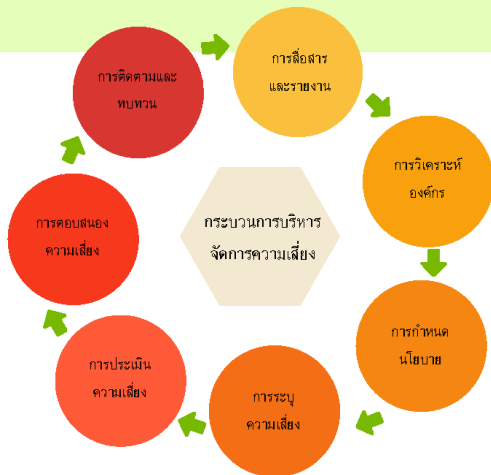 การติดตามและ
ทบทวน
การสื่อสาร
และรายงาน
การวิเคราะห์
องค์กร
การกำหนด
นโยบาย
การระบุ
ความเสี่ยง
การประเมิน
ความเสี่ยง
การตอบสนอง
ความเสี่ยง
กระบวนการบริหาร
จัดการความเสี่ยง